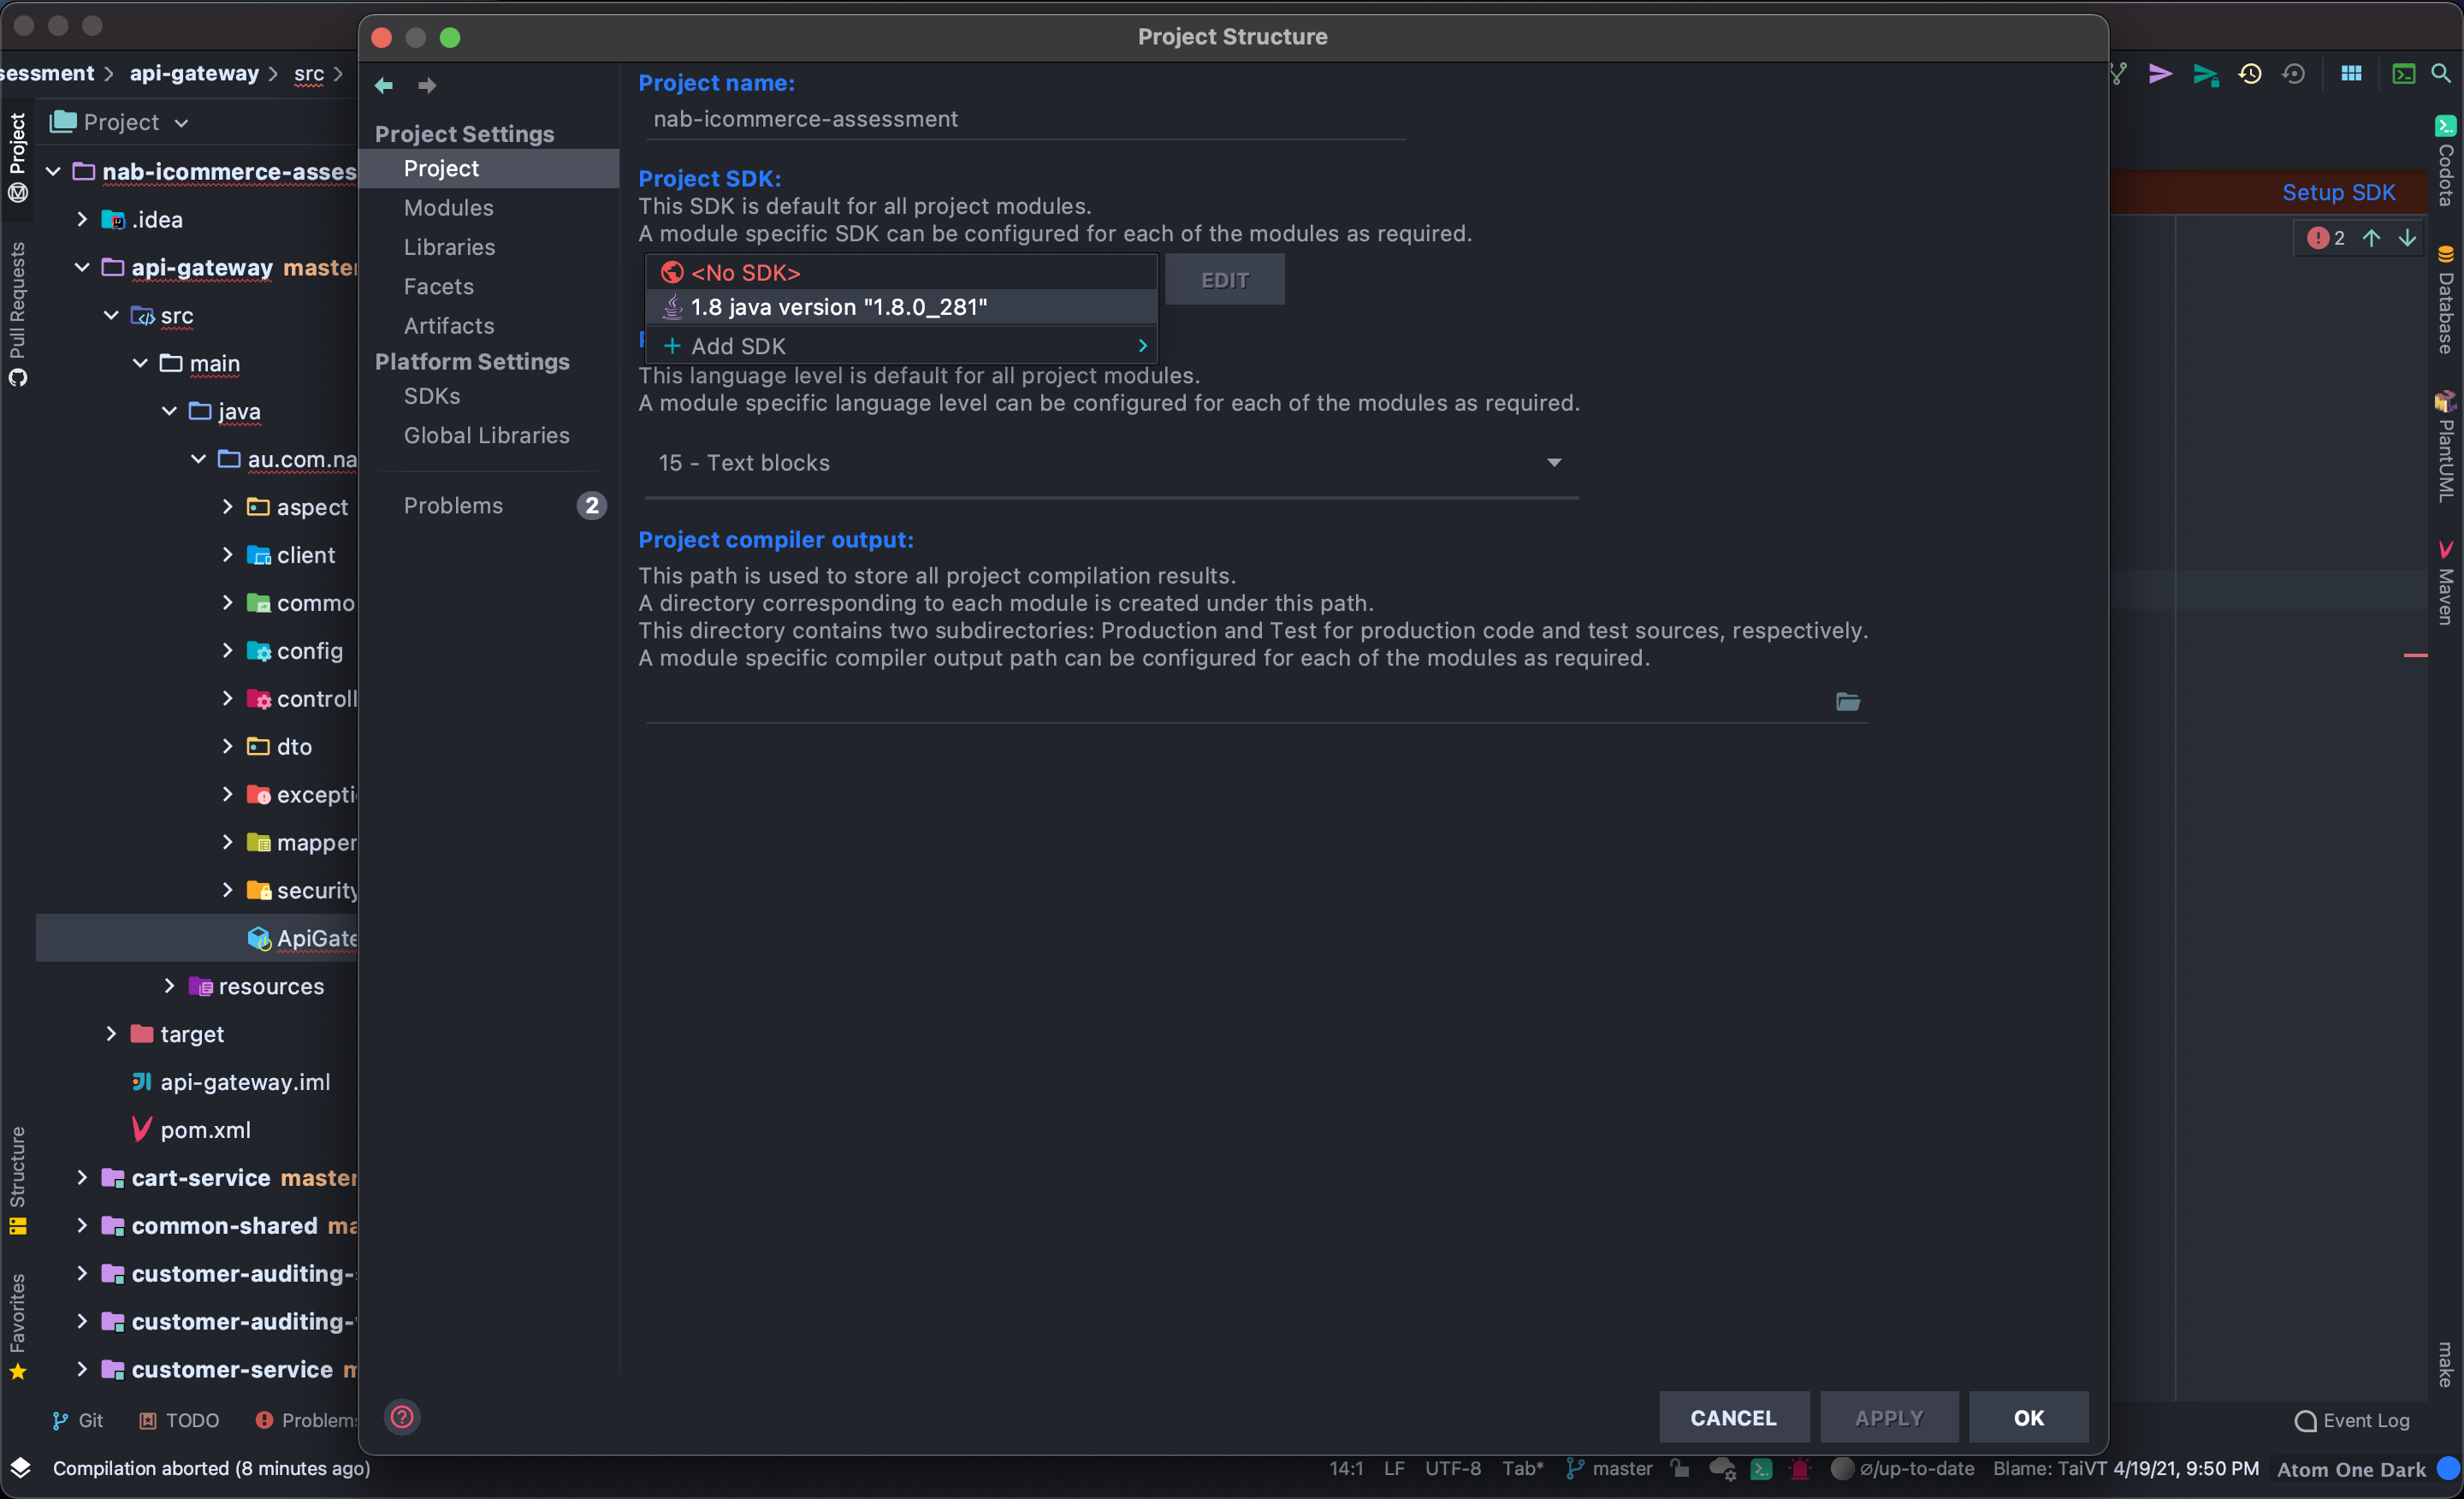 Project Structure
sessment > api-gateway > src >
Project
Setup SDK
2
nab-icommerce-asses
.idea
api-gateway master
src
main
java
au.com.na
aspect
client
commo
config
controll
dto
excepti
mapper
security
ApiGate
resources
target
api-gateway.iml
pom.xml
cart-service master
common-shared ma
customer-auditing-
customer-auditing-
customer-service m
Project
Pull Requests
Structure
Favorites
Project Settings
Project
Modules
Libraries
Facets
Artifacts
Platform Settings
SDKs
Global Libraries
Problems 2
Project name:
nab-icommerce-assessment
Project SDK:
This SDK is default for all project modules.
A module specific SDK can be configured for each of the modules as required.
<No SDK>
EDIT
1.8 java version "1.8.0_281"
Add SDK
This language level is default for all project modules.
A module specific language level can be configured for each of the modules as required.
15 - Text blocks
Project compiler output:
This path is used to store all project compilation results.
A directory corresponding to each module is created under this path.
This directory contains two subdirectories: Production and Test for production code and test sources, respectively.
A module specific compiler output path can be configured for each of the modules as required.
CANCEL APPLY OK
Codota
Database
PlantUML
Maven
make
Git TODO Problems
Event Log
Compilation aborted (8 minutes ago)
14:1 LF UTF-8 Tab* master ∅/up-to-date Blame: TaiVT 4/19/21, 9:50 PM Atom One Dark